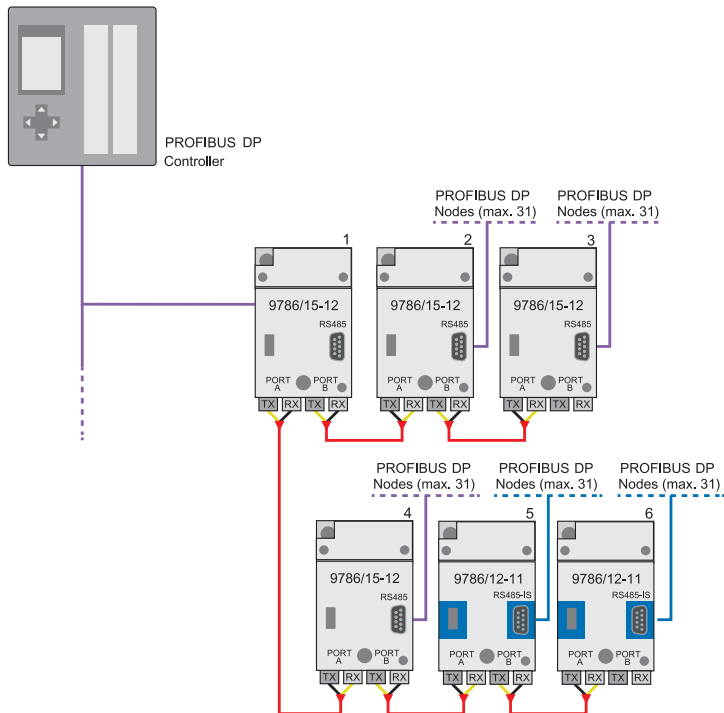 PROFIBUS DP
Controller
PROFIBUS DP
Nodes (max. 31)
PROFIBUS DP
Nodes (max. 31)
1
2
3
9786/15-12
9786/15-12
9786/15-12
RS485
RS485
RS485
PORT A
PORT B
PORT A
PORT B
PORT A
PORT B
TX RX TX RX
TX RX TX RX
TX RX TX RX
PROFIBUS DP
Nodes (max. 31)
PROFIBUS DP
Nodes (max. 31)
PROFIBUS DP
Nodes (max. 31)
4
5
6
9786/15-12
9786/12-11
9786/12-11
RS485
RS485-IS
RS485-IS
PORT A
PORT B
PORT A
PORT B
PORT A
PORT B
TX RX TX RX
TX RX TX RX
TX RX TX RX